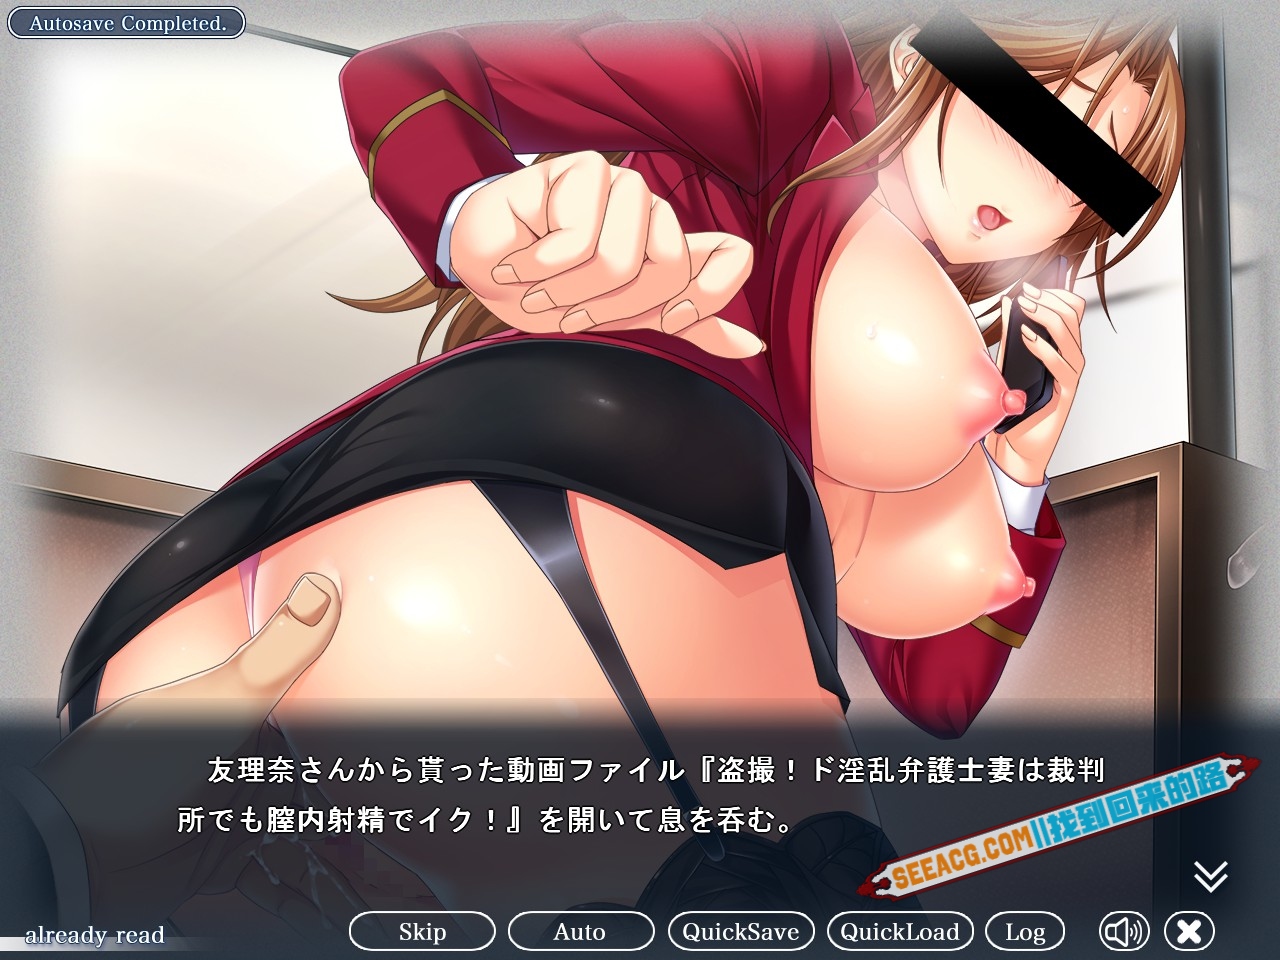 Autosave Completed.
友理奈さんから貰った動画ファイル『盗撮！ド淫乱弁護士妻は裁判
所でも膣内射精でイク！』を開いて息を呑む。
SEEACG.COM||找到回来的路
already read
Skip
Auto
QuickSave
QuickLoad
Log